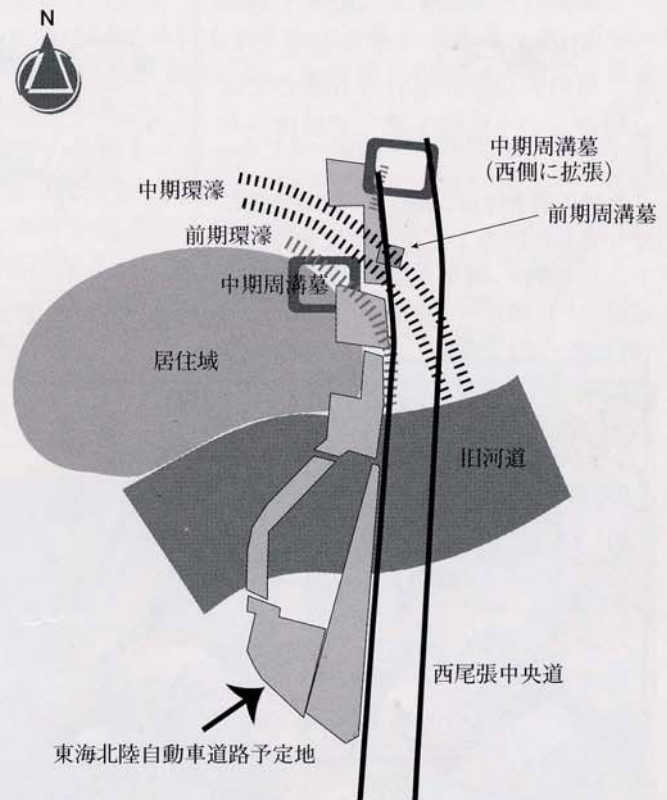 N
中期周溝墓
(西側に拡張)
中期環濠
前期周溝墓
前期環濠
中期周溝墓
居住域
旧河道
西尾張中央道
東海北陸自動車道路予定地